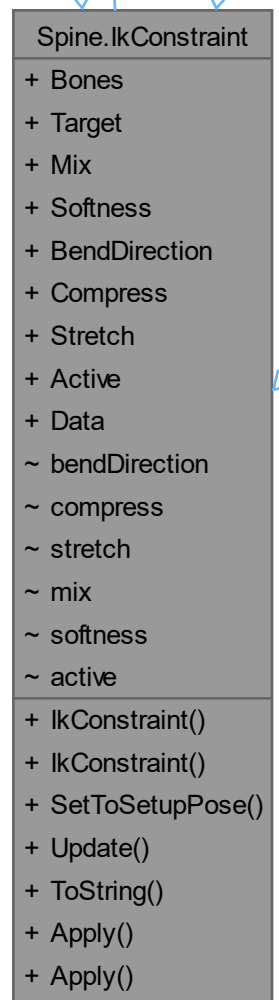 Spine.IkConstraint
+ Bones
+ Target
+ Mix
+ Softness
+ BendDirection
+ Compress
+ Stretch
+ Active
+ Data
~ bendDirection
~ compress
~ stretch
~ mix
~ softness
~ active
+ IkConstraint()
+ IkConstraint()
+ SetToSetupPose()
+ Update()
+ ToString()
+ Apply()
+ Apply()